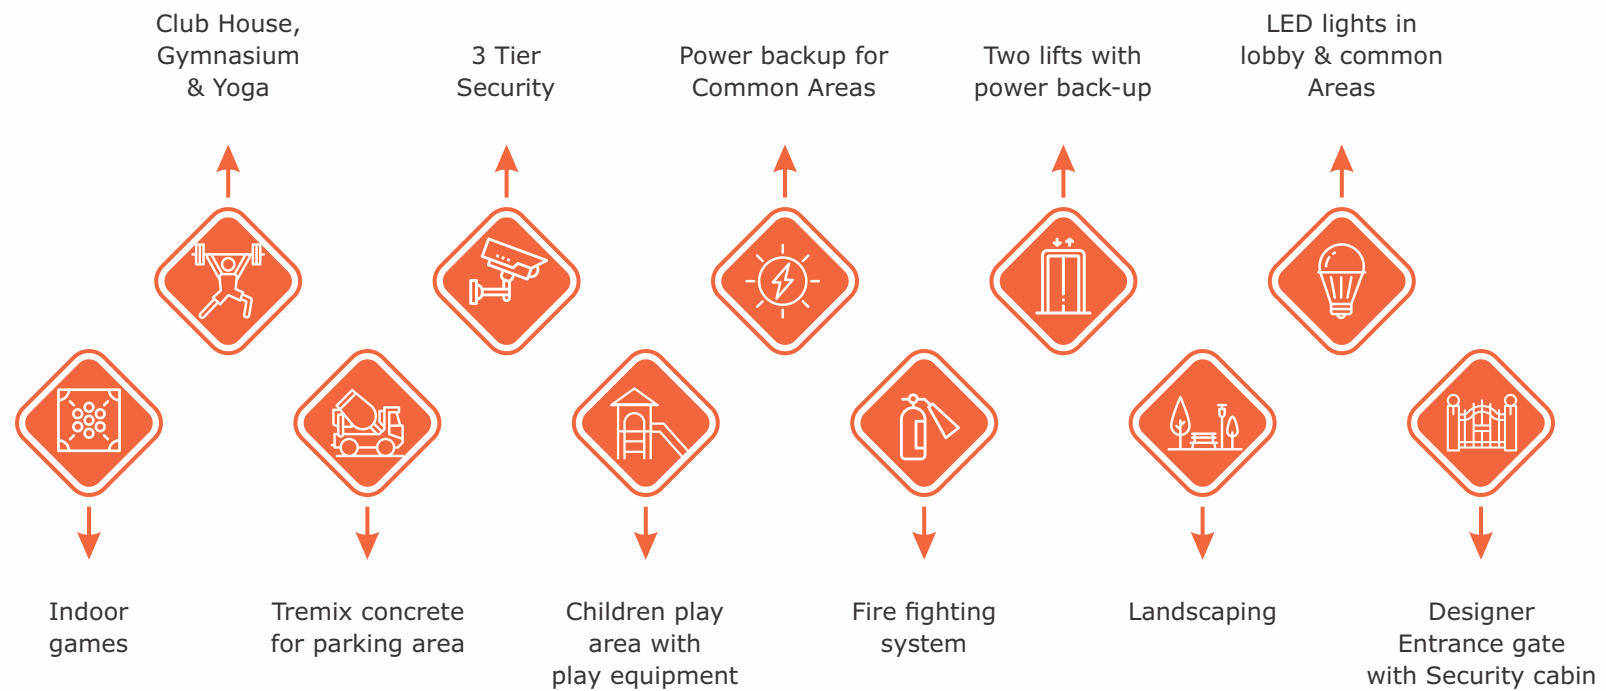 Club House,
Gymnasium
& Yoga
3 Tier
Security
Power backup for
Common Areas
Two lifts with
power back-up
LED lights in
lobby & common
Areas
Indoor
games
Tremix concrete
for parking area
Children play
area with
play equipment
Fire fighting
system
Landscaping
Designer
Entrance gate
with Security cabin